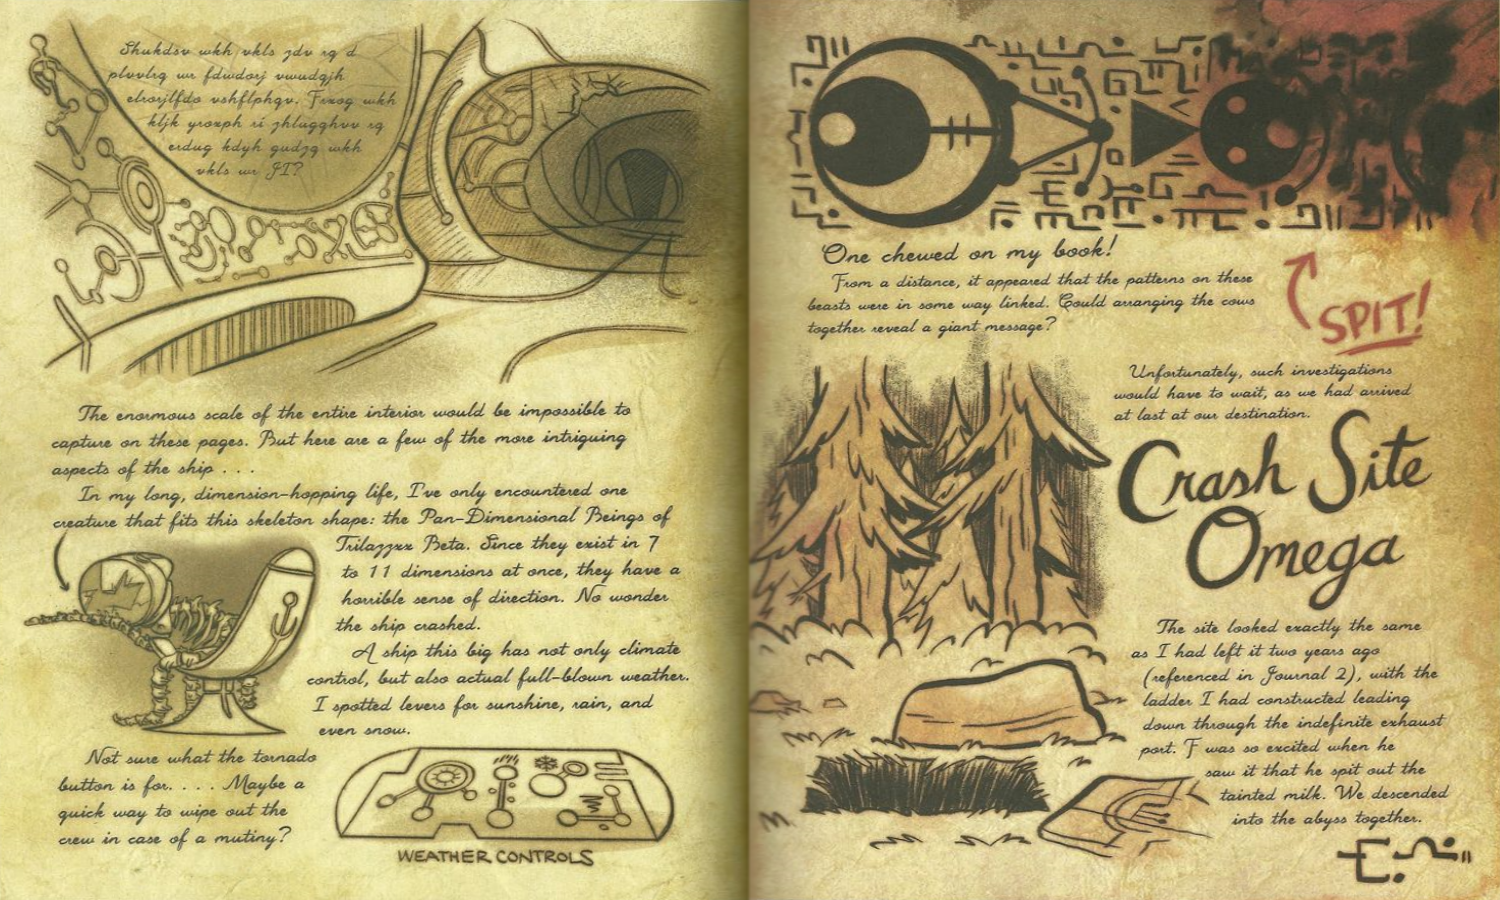 Shukdsv wkh vkls zdv rq d
plvvlrq wr fdwdorj vwudqjh
elrorjlfdo vshflphqv. Frxog wkh
kljk yroxph ri zhlugqhvv rq
erdug kdyh gudzq wkh
vkls wr JI?
The enormous scale of the entire interior would be impossible to
capture on these pages. But here are a few of the more intriguing
aspects of the ship . . .
In my long, dimension-hopping life, I've only encountered one
creature that fits this skeleton shape: the Pan-Dimensional Beings of
Trilazzxx Beta. Since they exist in 7
to 11 dimensions at once, they have a
horrible sense of direction. No wonder
the ship crashed.
A ship this big has not only climate
control, but also actual full-blown weather.
I spotted levers for sunshine, rain, and
even snow.
Not sure what the tornado
button is for. . . . Maybe a
quick way to wipe out the
crew in case of a mutiny?
WEATHER CONTROLS
One chewed on my book!
From a distance, it appeared that the patterns on these
beasts were in some way linked. Could arranging the cows
together reveal a giant message?
SPIT!
Unfortunately, such investigations
would have to wait, as we had arrived
at last at our destination.
Crash Site
Omega
The site looked exactly the same
as I had left it two years ago
(referenced in Journal 2), with the
ladder I had constructed leading
down through the indefinite exhaust
port. F was so excited when he
saw it that he spit out the
tainted milk. We descended
into the abyss together.